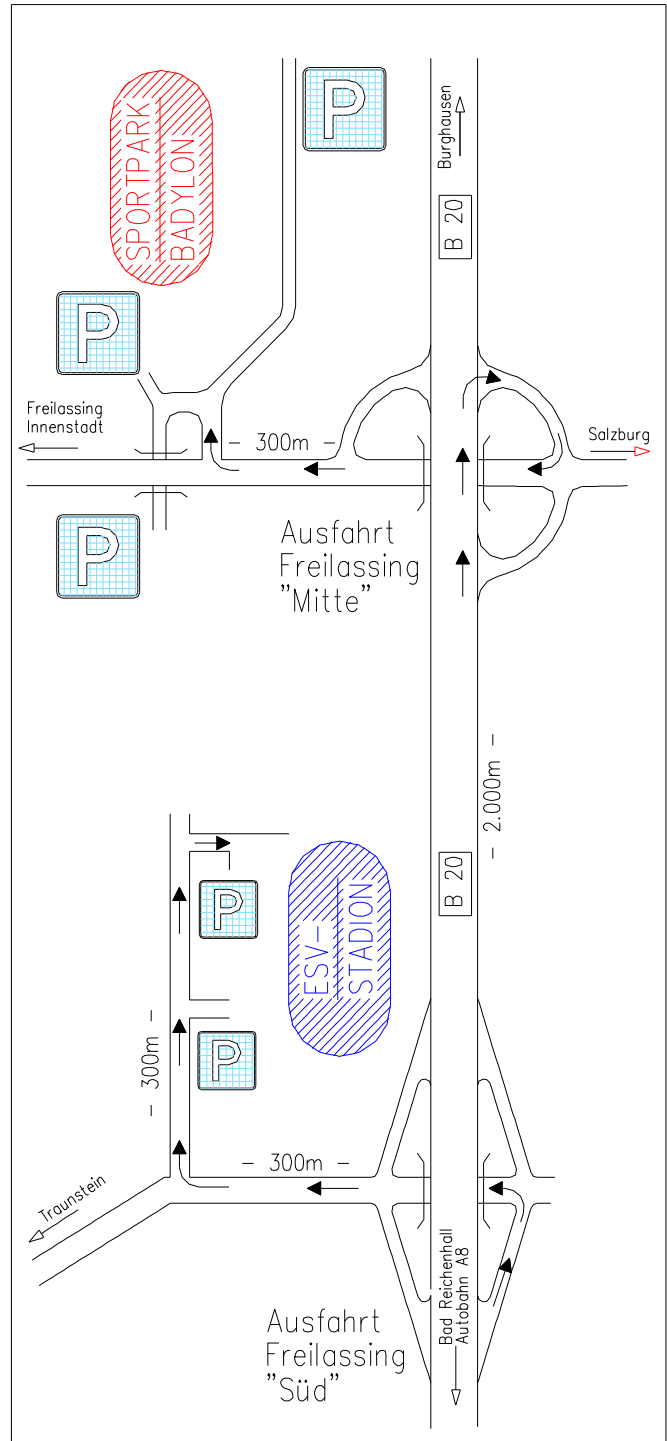 P
SPORTPARK
BADYLON
Burghausen
B 20
P
Freilassing
Innenstadt
- 300m -
Salzburg
P
Ausfahrt
Freilassing
"Mitte"
- 2.000m -
B 20
P
ESV-
STADION
P
- 300m -
- 300m -
Traunstein
Bad Reichenhall
Autobahn A8
Ausfahrt
Freilassing
"Süd"